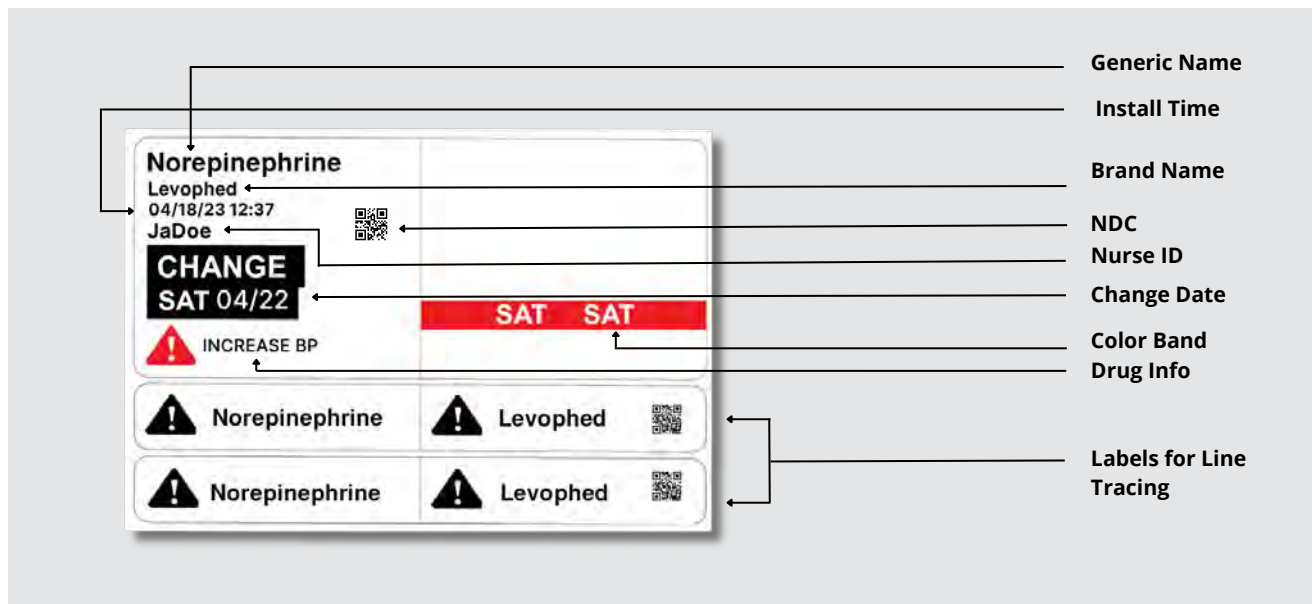 Generic Name
Install Time
Brand Name
NDC
Nurse ID
Change Date
Color Band
Drug Info
Labels for Line
Tracing
Norepinephrine
Levophed
04/18/23 12:37
JaDoe
CHANGE
SAT 04/22
SAT SAT
INCREASE BP
Norepinephrine Levophed
Norepinephrine Levophed